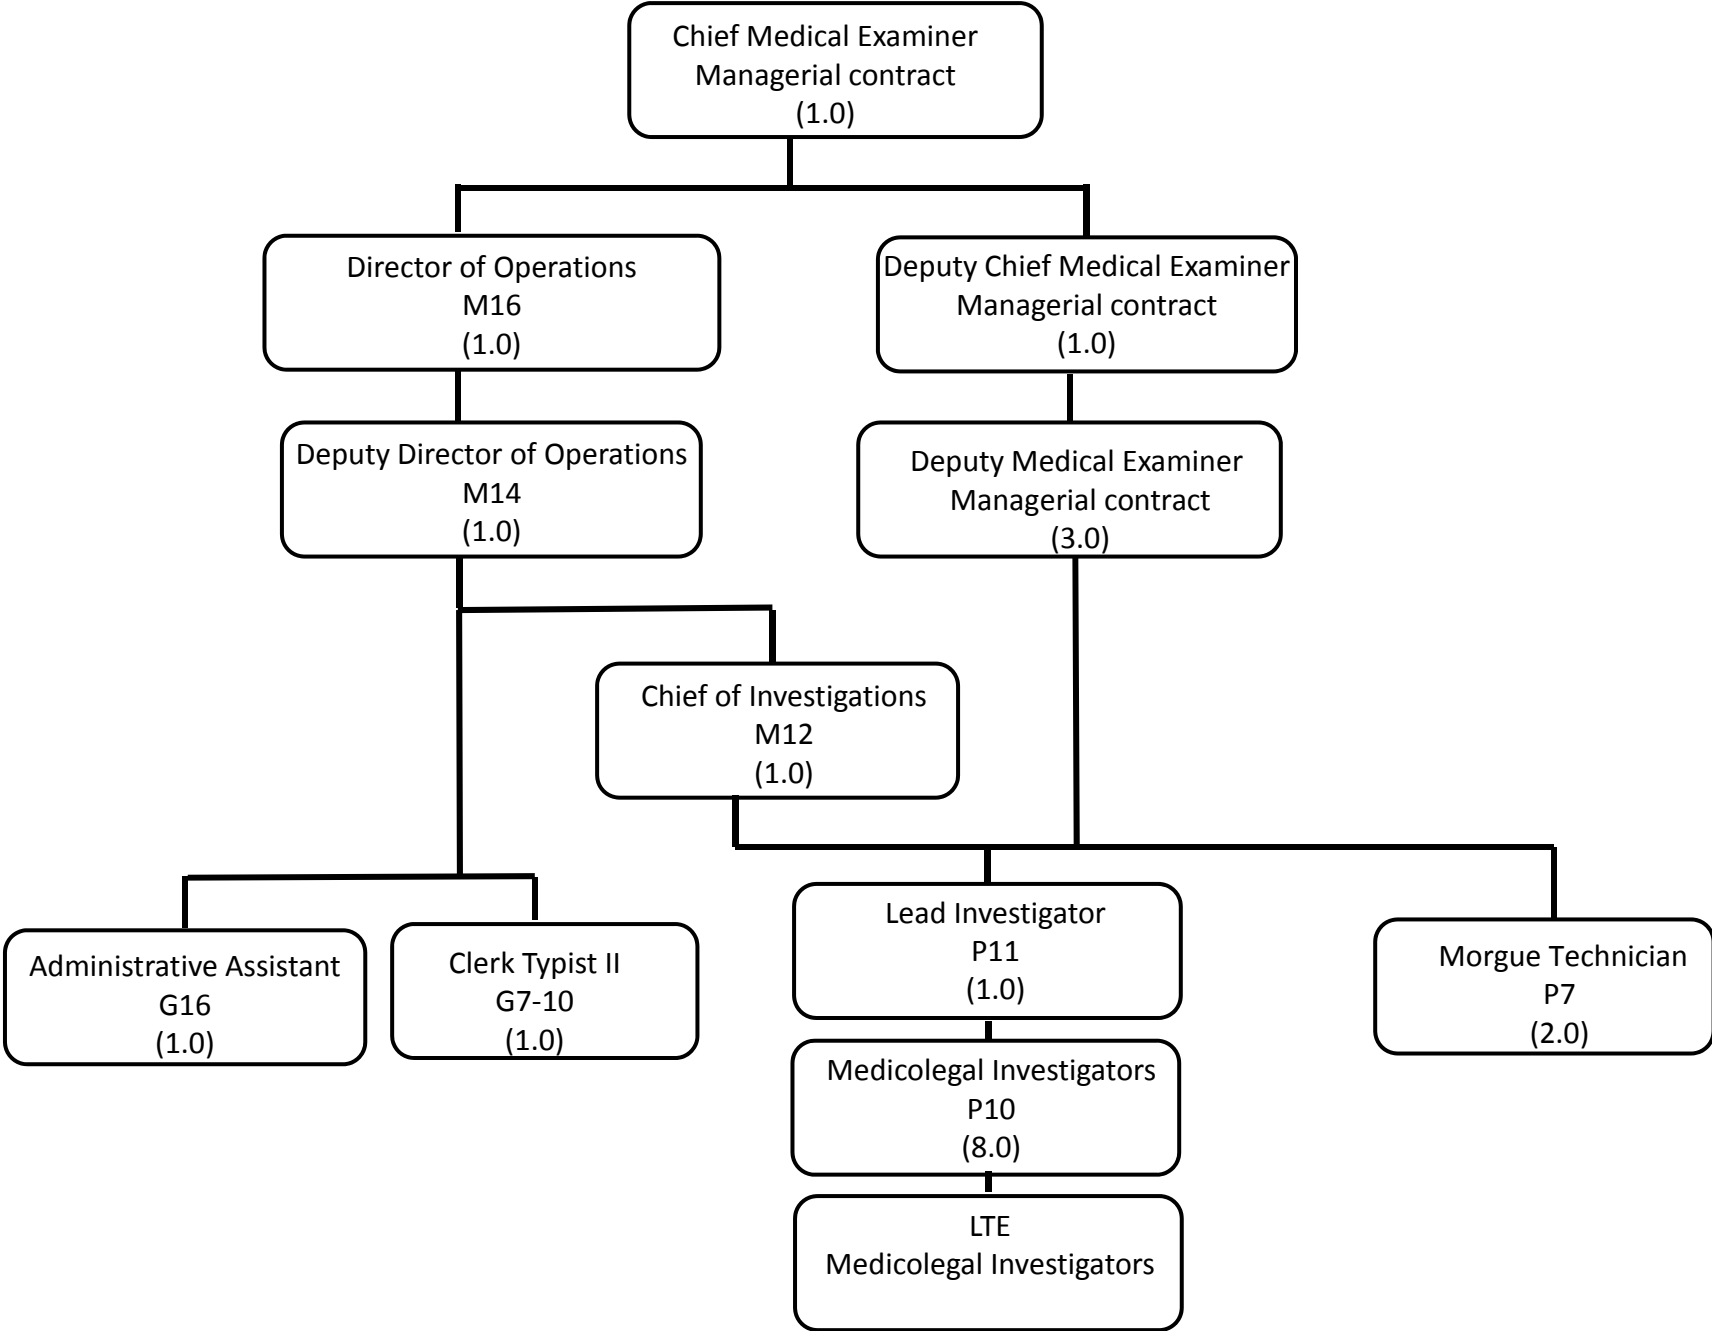 Chief Medical Examiner
Managerial contract
(1.0)
Director of Operations
M16
(1.0)
Deputy Chief Medical Examiner
Managerial contract
(1.0)
Deputy Director of Operations
M14
(1.0)
Deputy Medical Examiner
Managerial contract
(3.0)
Chief of Investigations
M12
(1.0)
Administrative Assistant
G16
(1.0)
Clerk Typist II
G7-10
(1.0)
Lead Investigator
P11
(1.0)
Morgue Technician
P7
(2.0)
Medicolegal Investigators
P10
(8.0)
LTE
Medicolegal Investigators